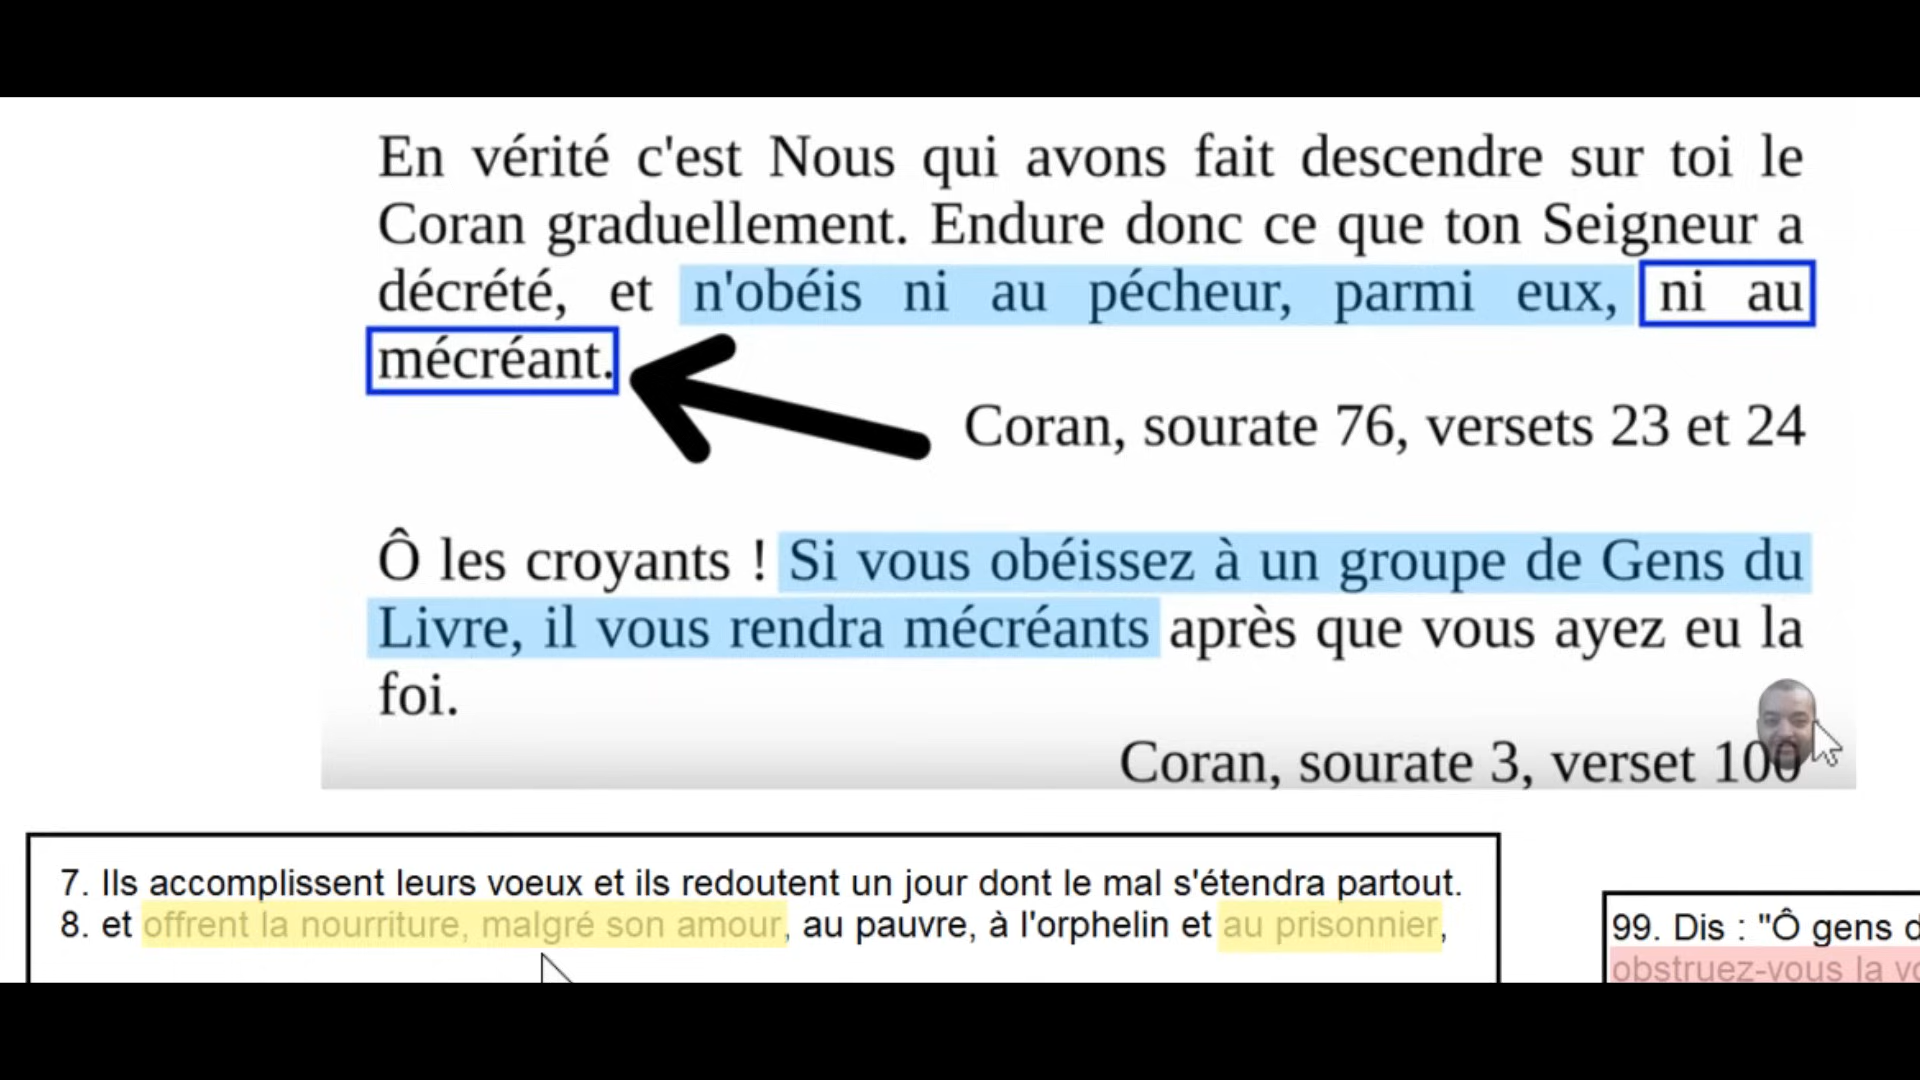 En vérité c'est Nous qui avons fait descendre sur toi le
Coran graduellement. Endure donc ce que ton Seigneur a
décrété, et n'obéis ni au pécheur, parmi eux, ni au
mécréant.
Coran, sourate 76, versets 23 et 24
Ô les croyants ! Si vous obéissez à un groupe de Gens du
Livre, il vous rendra mécréants après que vous ayez eu la
foi.
Coran, sourate 3, verset 100
7. Ils accomplissent leurs voeux et ils redoutent un jour dont le mal s'étendra partout.
8. et offrent la nourriture, malgré son amour, au pauvre, à l'orphelin et au prisonnier,
99. Dis : "Ô gens d
obstruez-vous la vo